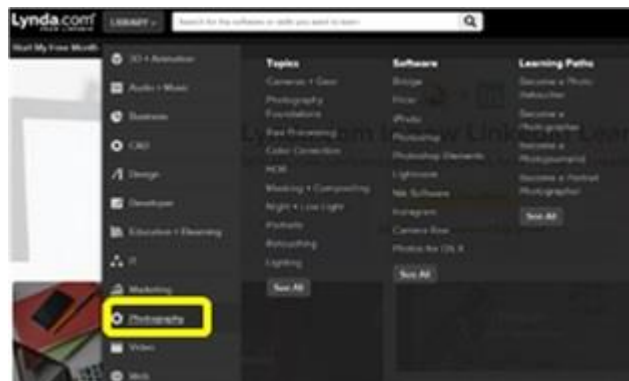 Lynda.com
LIBRARY
Search for the software or skills you want to learn
Start My Free Month
3D + Animation
Audio + Music
Business
CAD
Design
Developer
Education + Elearning
IT
Marketing
Photography
Video
Web
Topics
Cameras + Gear
Photography
Foundations
Raw Processing
Color Correction
HDR
Masking + Compositing
Night + Low Light
Portraits
Retouching
Lighting
See All
Software
Bridge
Flickr
iPhoto
Photoshop
Photoshop Elements
Lightroom
Nik Software
Instagram
Camera Raw
Photos for OS X
See All
Learning Paths
Become a Photo
Retoucher
Become a
Photographer
Become a
Photojournalist
Become a Portrait
Photographer
See All